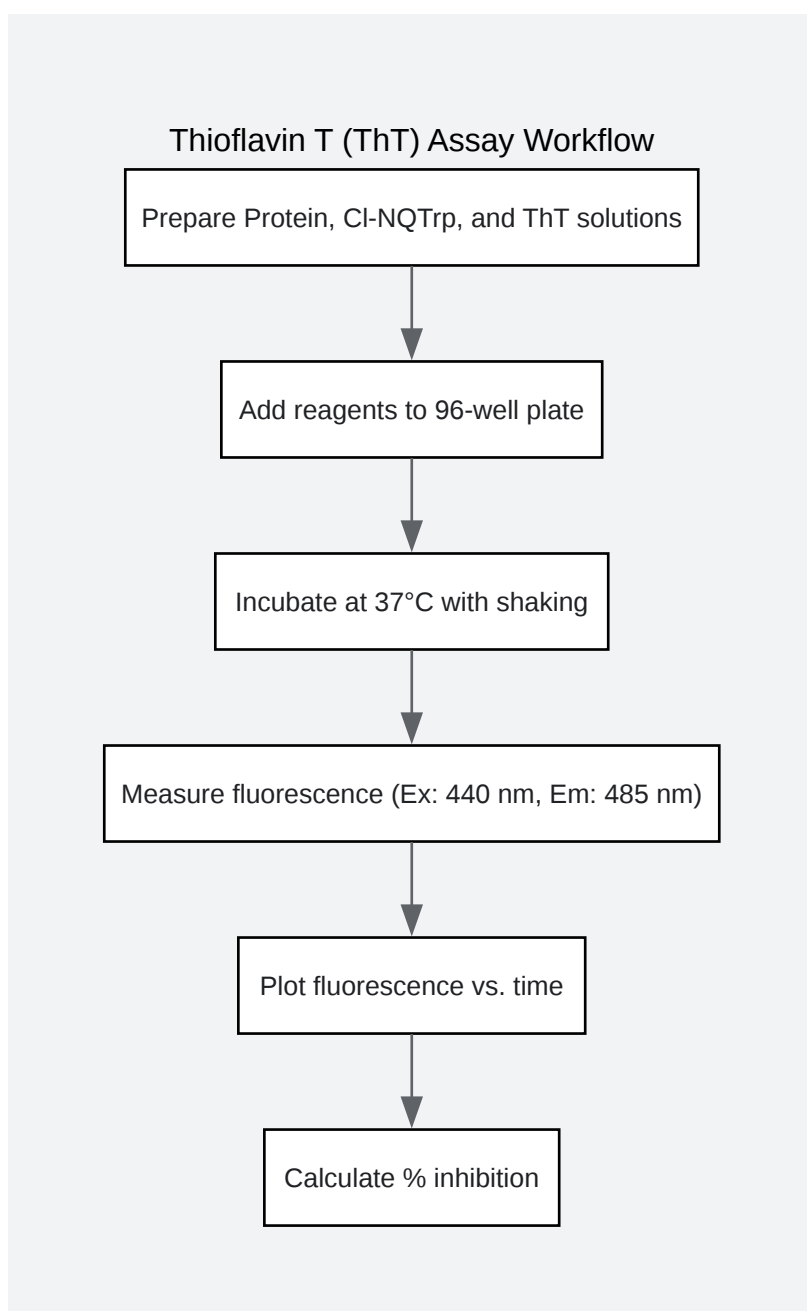 Thioflavin T (ThT) Assay Workflow
Prepare Protein, Cl-NQTrp, and ThT solutions
Add reagents to 96-well plate
Incubate at 37°C with shaking
Measure fluorescence (Ex: 440 nm, Em: 485 nm)
Plot fluorescence vs. time
Calculate % inhibition